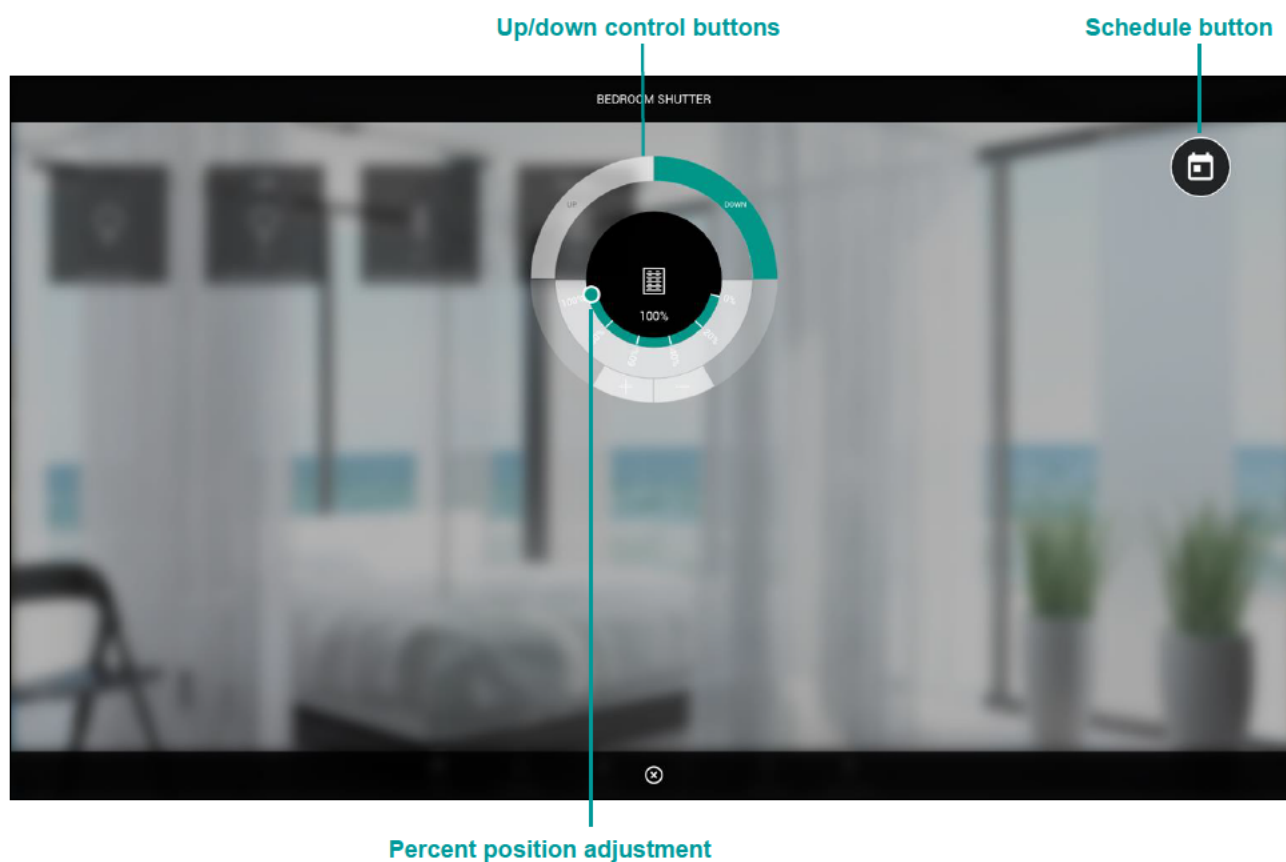 Up/down control buttons
Schedule button
BEDROOM SHUTTER
UP
DOWN
100%
0%
80%
20%
60%
40%
100%
+
−
Percent position adjustment